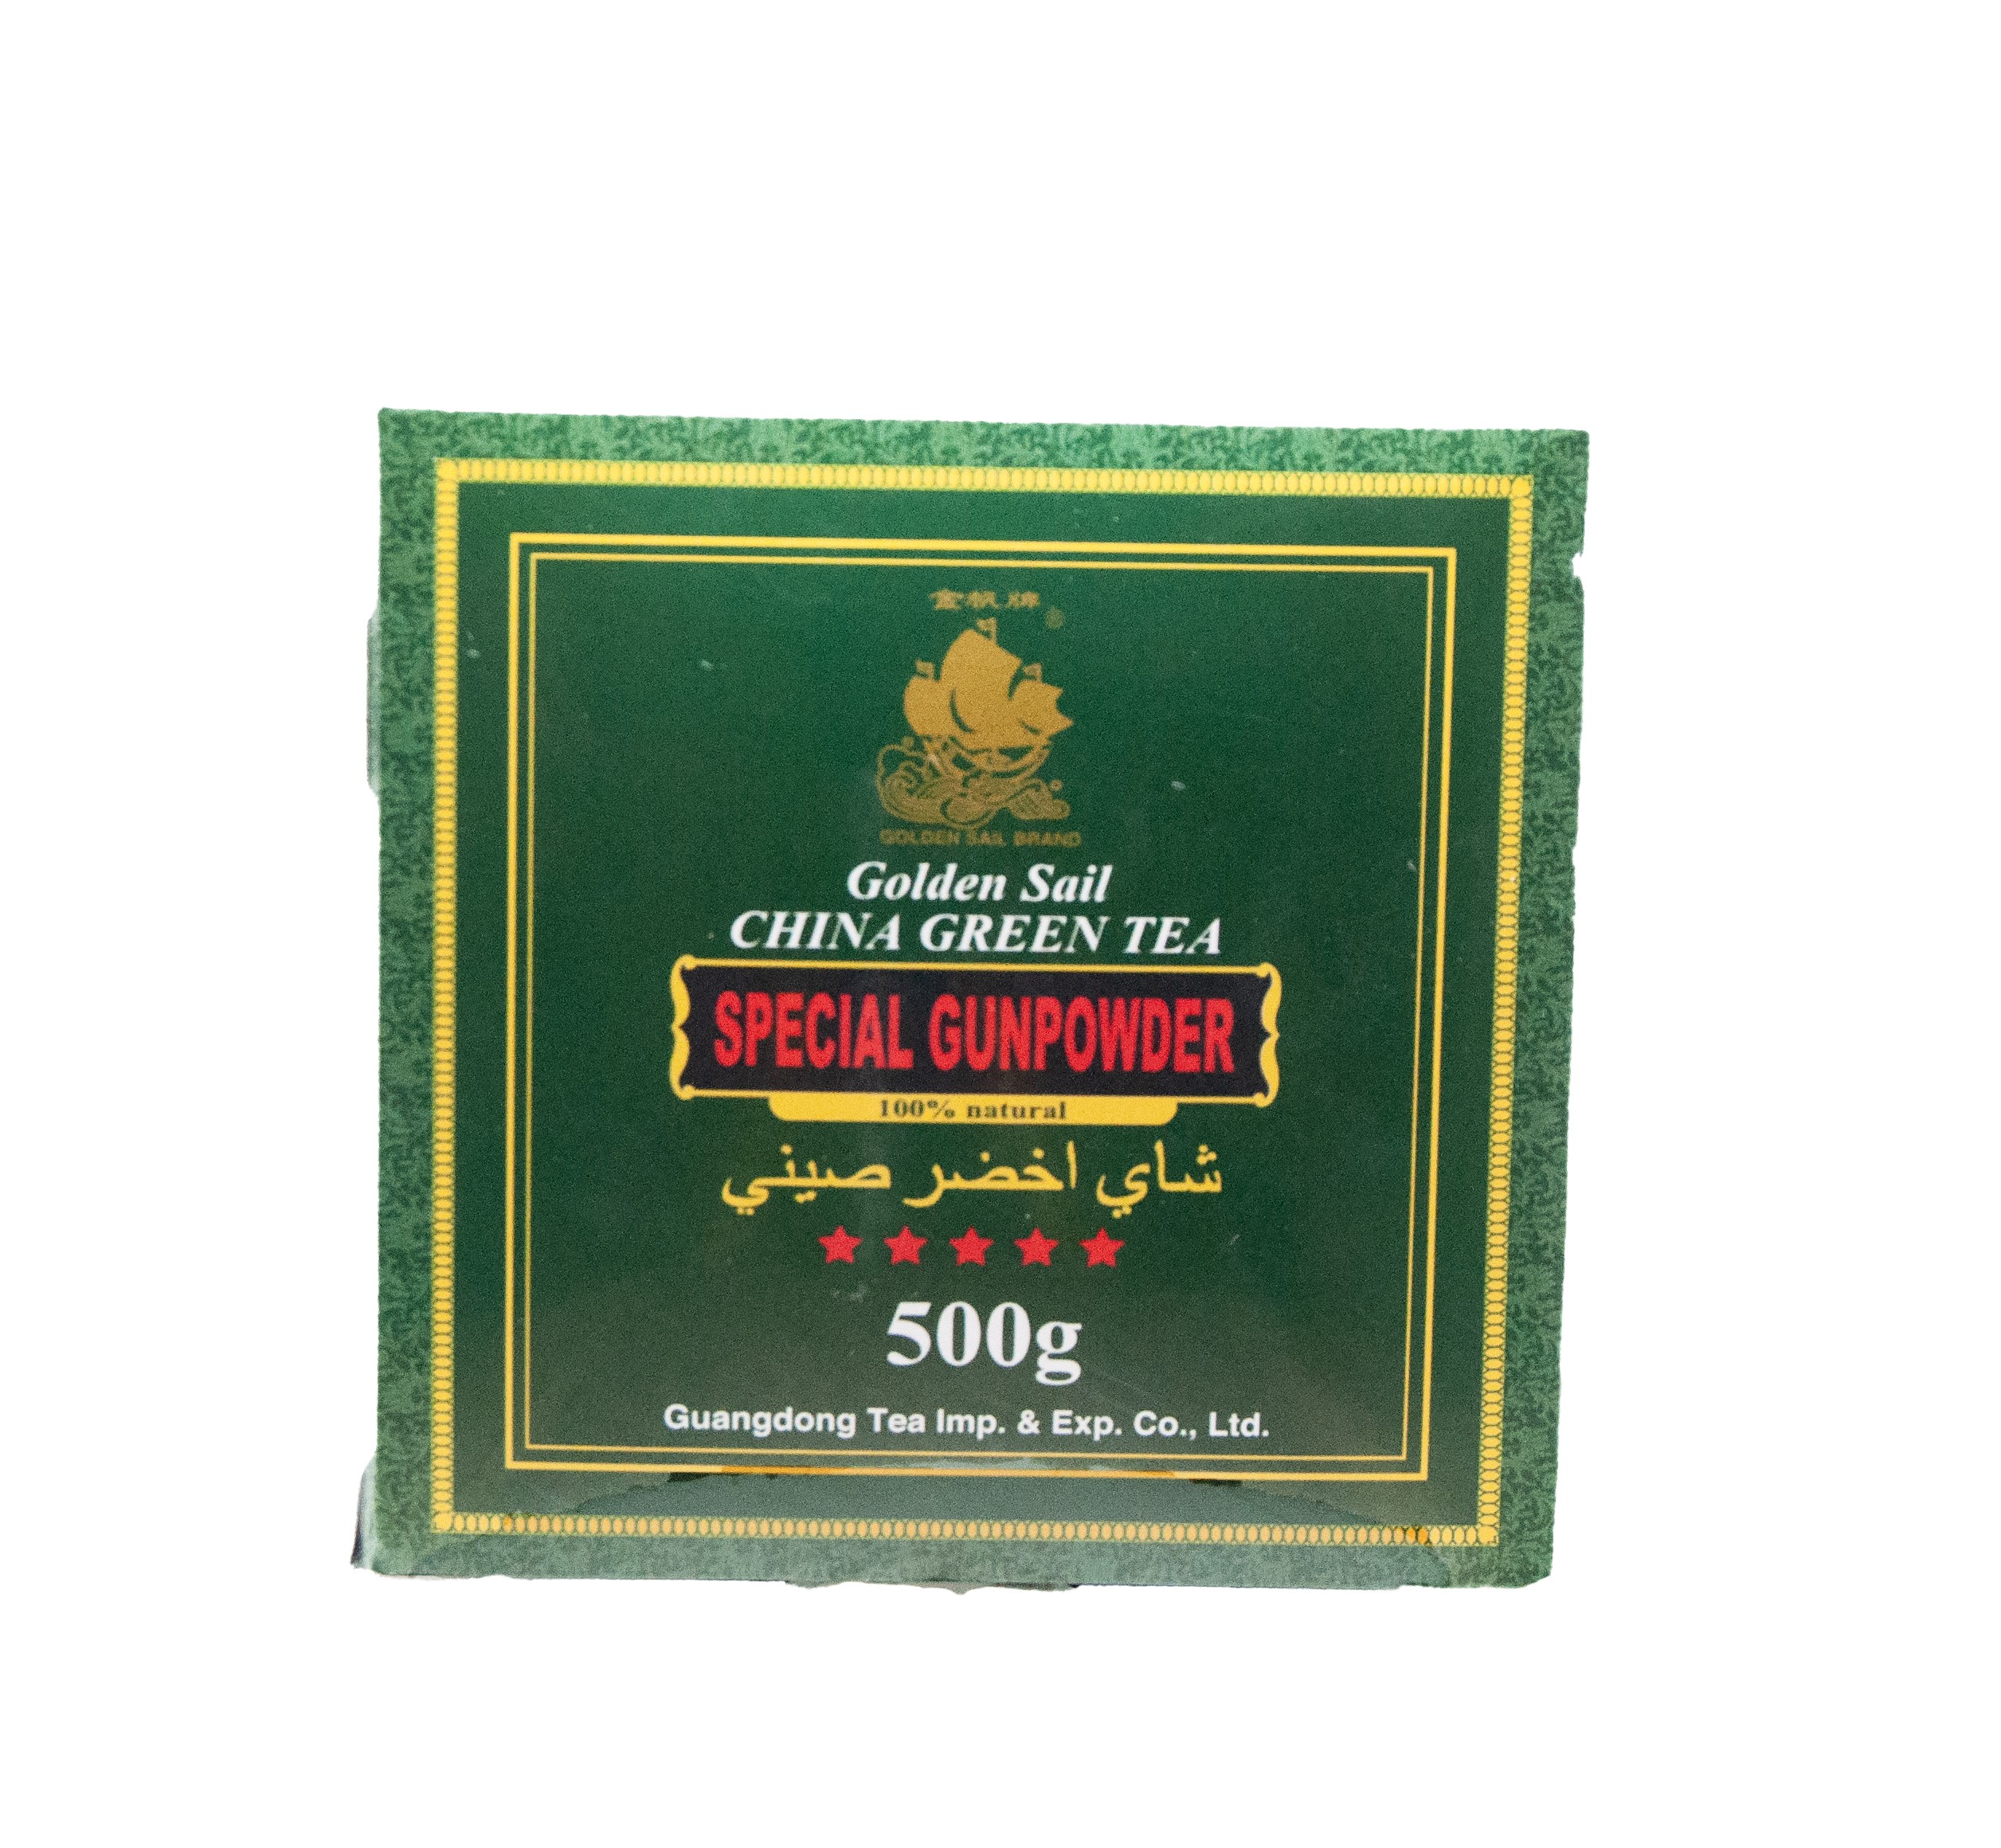 金帆牌
®
GOLDEN SAIL BRAND
Golden Sail
CHINA GREEN TEA
SPECIAL GUNPOWDER
100% natural
شاي اخضر صيني
500g
Guangdong Tea Imp. & Exp. Co., Ltd.